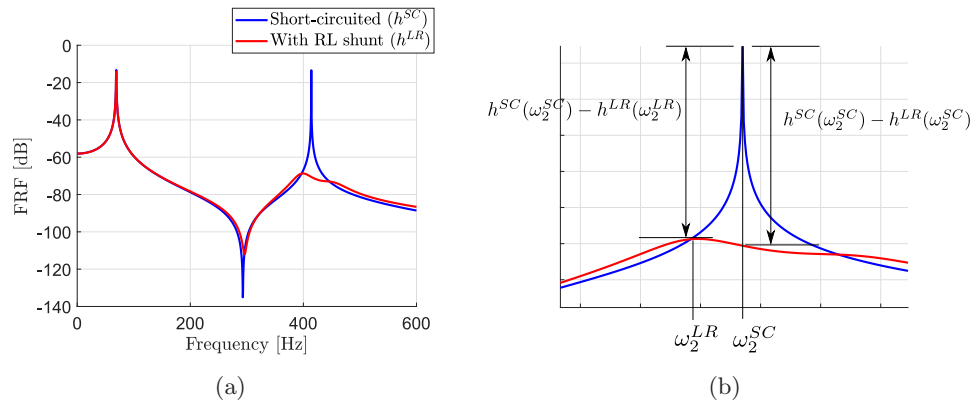 Short-circuited (h^{SC})
With RL shunt (h^{LR})
0
-20
-40
-60
-80
-100
-120
-140
FRF [dB]
0 200 400 600
Frequency [Hz]
(a)
h^{SC}(ω_2^{SC}) − h^{LR}(ω_2^{LR})
h^{SC}(ω_2^{SC}) − h^{LR}(ω_2^{SC})
ω_2^{LR} ω_2^{SC}
(b)